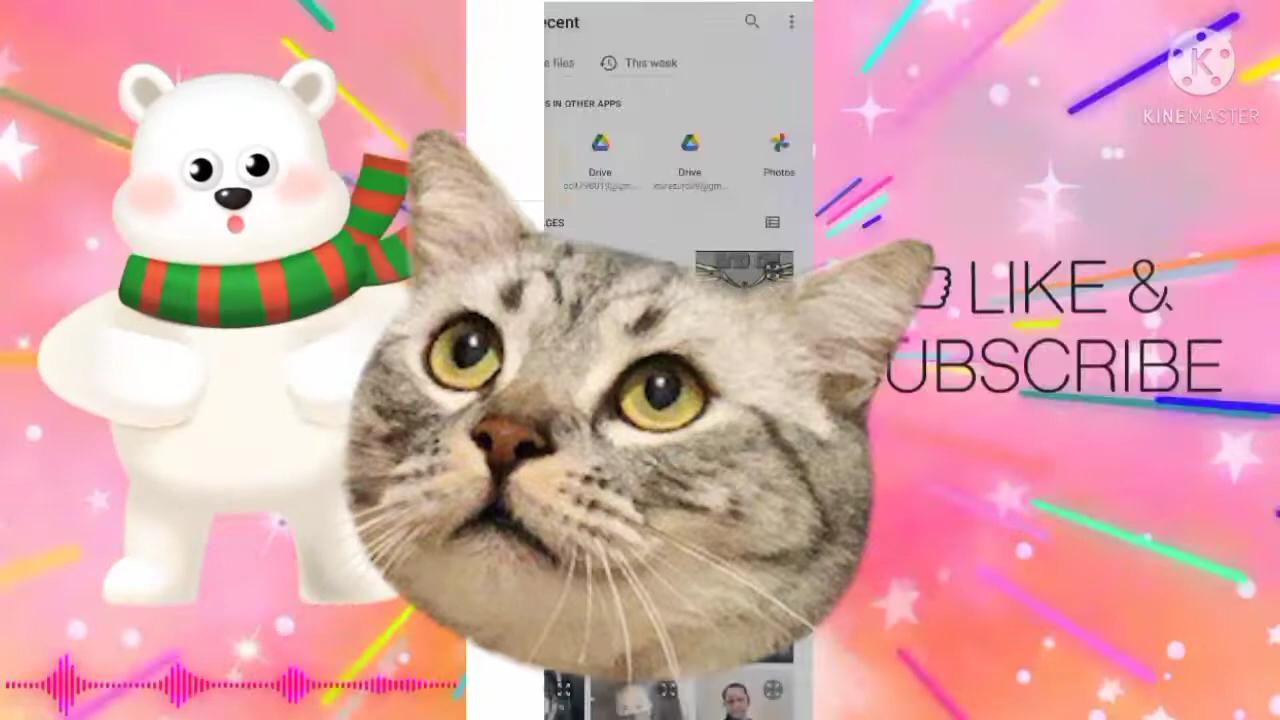 ecent
e files
This week
S IN OTHER APPS
Drive
Drive
Photos
GES
LIKE &
UBSCRIBE
K
KINEMASTER